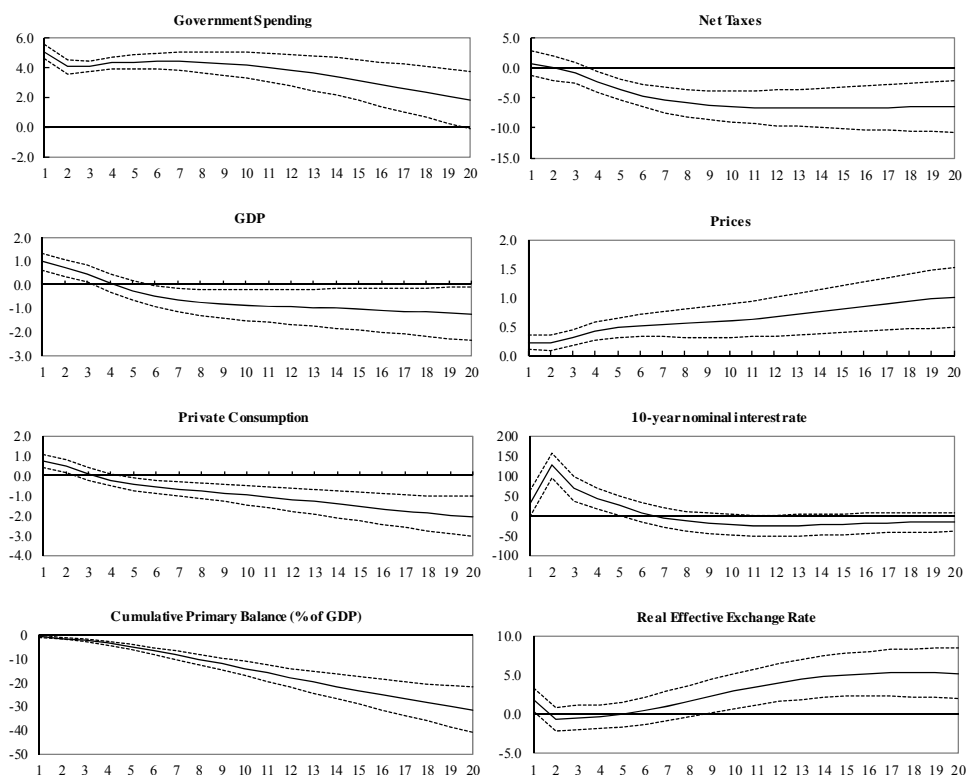 Government Spending
6.0
4.0
2.0
0.0
-2.0
1 2 3 4 5 6 7 8 9 10 11 12 13 14 15 16 17 18 19 20
Net Taxes
5.0
0.0
-5.0
-10.0
-15.0
1 2 3 4 5 6 7 8 9 10 11 12 13 14 15 16 17 18 19 20
GDP
2.0
1.0
0.0
-1.0
-2.0
-3.0
1 2 3 4 5 6 7 8 9 10 11 12 13 14 15 16 17 18 19 20
Prices
2.0
1.5
1.0
0.5
0.0
1 2 3 4 5 6 7 8 9 10 11 12 13 14 15 16 17 18 19 20
Private Consumption
2.0
1.0
0.0
-1.0
-2.0
-3.0
-4.0
1 2 3 4 5 6 7 8 9 10 11 12 13 14 15 16 17 18 19 20
10-year nominal interest rate
200
150
100
50
0
-50
-100
1 2 3 4 5 6 7 8 9 10 11 12 13 14 15 16 17 18 19 20
Cumulative Primary Balance (% of GDP)
0
-10
-20
-30
-40
-50
1 2 3 4 5 6 7 8 9 10 11 12 13 14 15 16 17 18 19 20
Real Effective Exchange Rate
10.0
5.0
0.0
-5.0
1 2 3 4 5 6 7 8 9 10 11 12 13 14 15 16 17 18 19 20